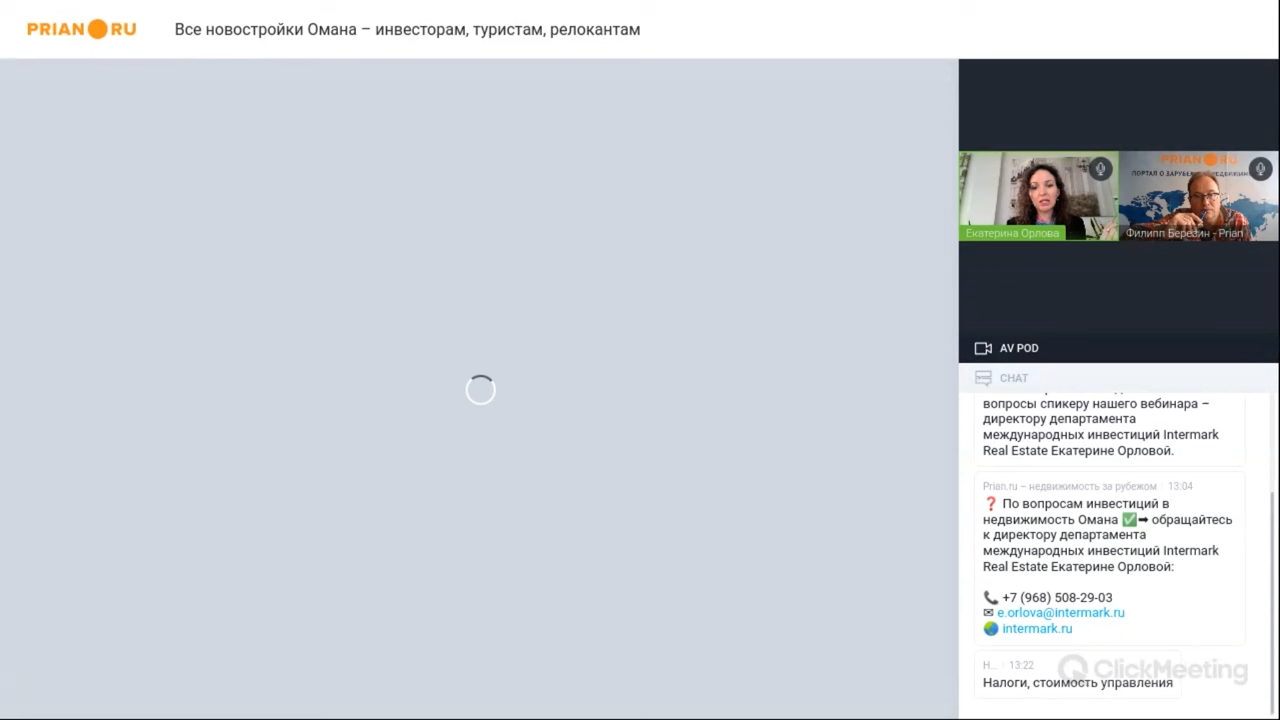 PRIAN RU
Все новостройки Омана – инвесторам, туристам, релокантам
PRIAN RU
Екатерина Орлова
Филипп Березин - Prian
AV POD
CHAT
вопросы спикеру нашего вебинара –
директору департамента
международных инвестиций Intermark
Real Estate Екатерине Орловой.
Prian.ru – недвижимость за рубежом · 13:04
❓ По вопросам инвестиций в
недвижимость Омана ✅➡ обращайтесь
к директору департамента
международных инвестиций Intermark
Real Estate Екатерине Орловой:
📞 +7 (968) 508-29-03
✉ e.orlova@intermark.ru
🌏 intermark.ru
Н... · 13:22
ClickMeeting
Налоги, стоимость управления